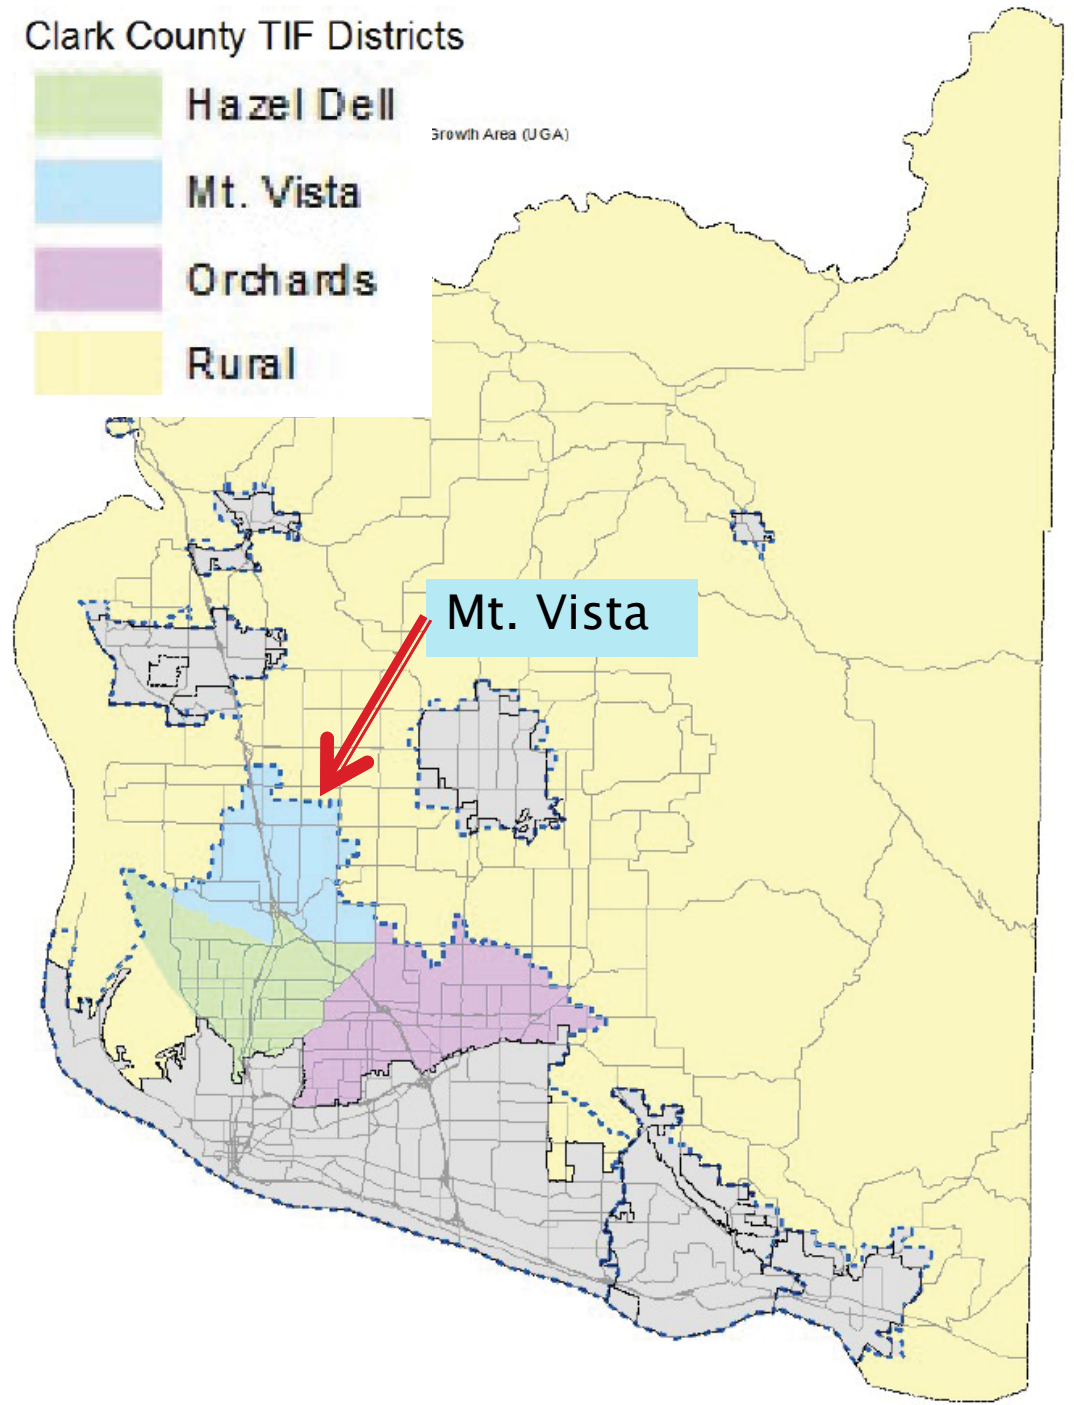 Clark County TIF Districts
Hazel Dell
Growth Area (UGA)
Mt. Vista
Orchards
Rural
Mt. Vista